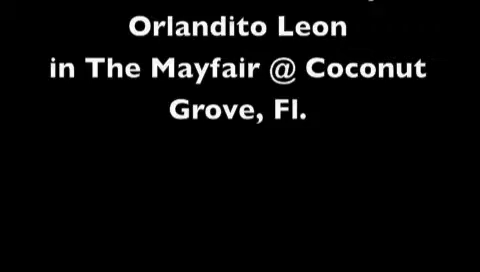 Orlandito Leon
in The Mayfair @ Coconut
Grove, Fl.